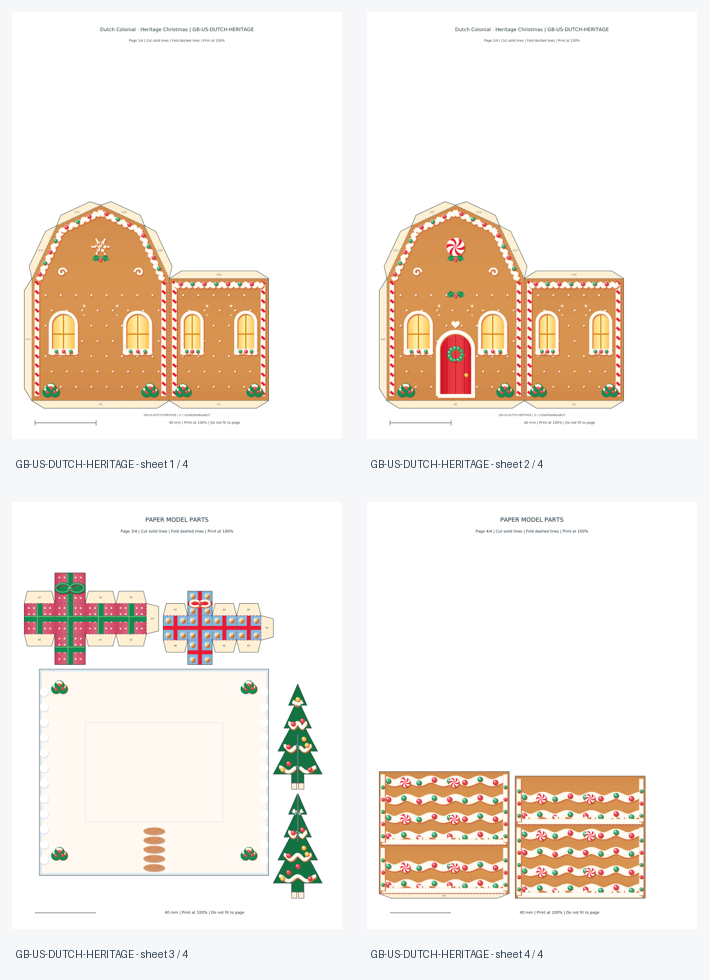 Dutch Colonial - Heritage Christmas | GB-US-DUTCH-HERITAGE
Page 1/4 | Cut solid lines | Fold dashed lines | Print at 100%
40 mm | Print at 100% | Do not fit to page
GB-US-DUTCH-HERITAGE - sheet 1 / 4
Dutch Colonial - Heritage Christmas | GB-US-DUTCH-HERITAGE
Page 2/4 | Cut solid lines | Fold dashed lines | Print at 100%
40 mm | Print at 100% | Do not fit to page
GB-US-DUTCH-HERITAGE - sheet 2 / 4
PAPER MODEL PARTS
Page 3/4 | Cut solid lines | Fold dashed lines | Print at 100%
40 mm | Print at 100% | Do not fit to page
GB-US-DUTCH-HERITAGE - sheet 3 / 4
PAPER MODEL PARTS
Page 4/4 | Cut solid lines | Fold dashed lines | Print at 100%
40 mm | Print at 100% | Do not fit to page
GB-US-DUTCH-HERITAGE - sheet 4 / 4